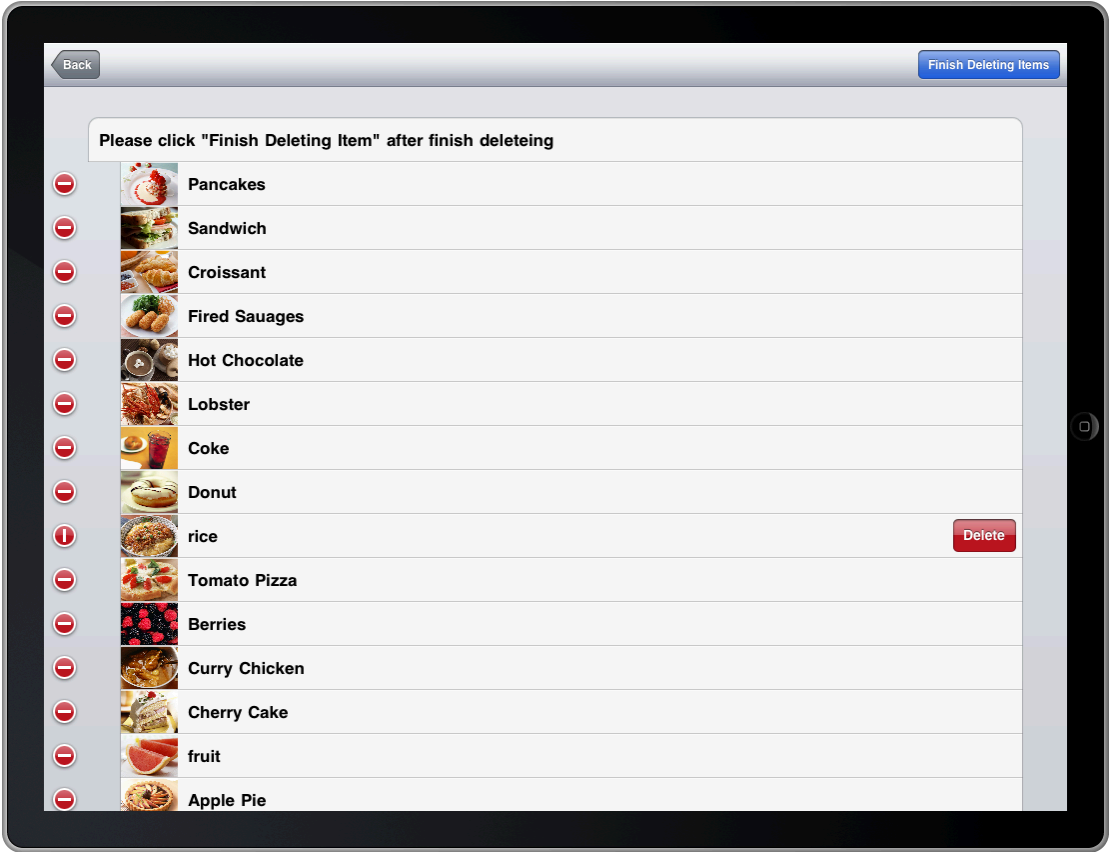 Back
Finish Deleting Items
Please click "Finish Deleting Item" after finish deleteing
Pancakes
Sandwich
Croissant
Fired Sauages
Hot Chocolate
Lobster
Coke
Donut
rice
Delete
Tomato Pizza
Berries
Curry Chicken
Cherry Cake
fruit
Apple Pie